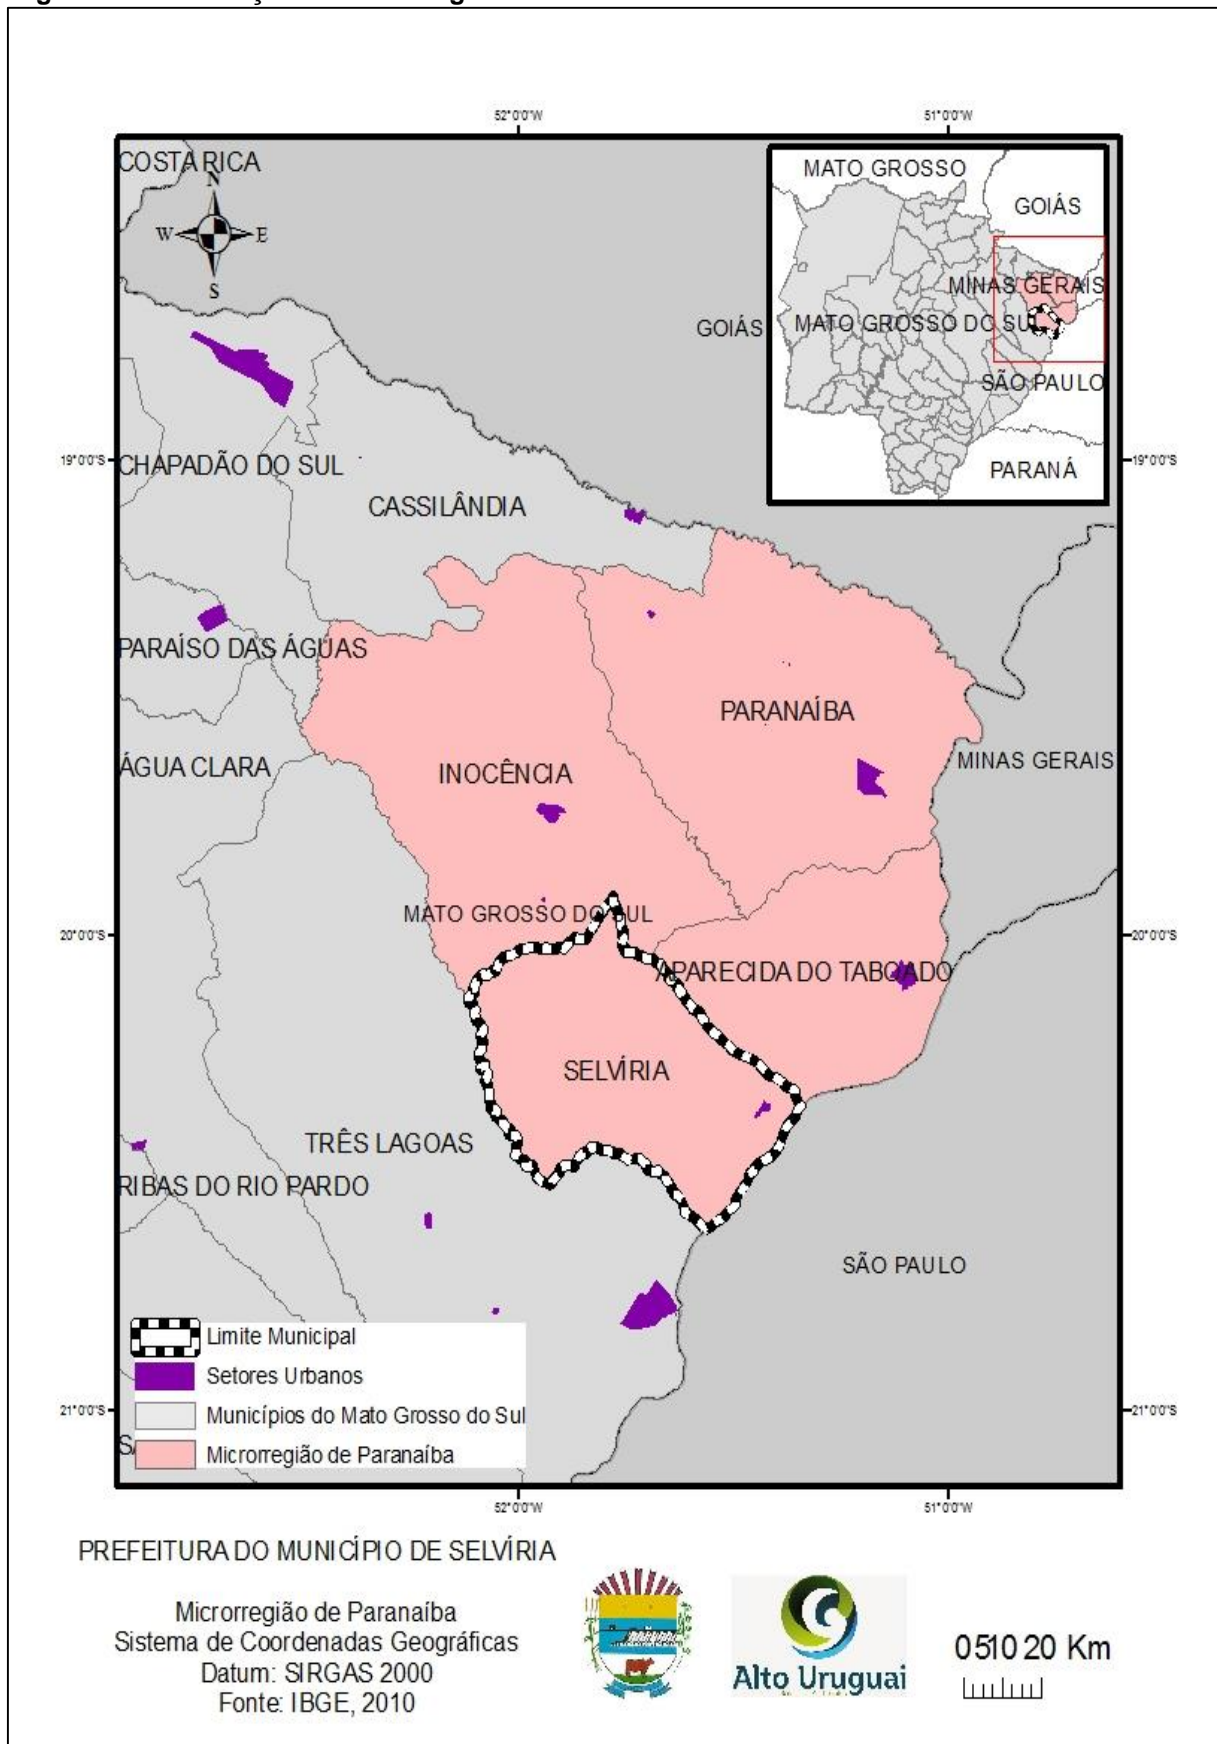 52°0'0"W
51°0'0"W
COSTA RICA
N
W
E
S
MATO GROSSO
GOIÁS
MINAS GERAIS
MATO GROSSO DO SUL
SÃO PAULO
PARANÁ
GOIÁS
19°0'0"S
19°0'0"S
CHAPADÃO DO SUL
CASSILÂNDIA
PARAÍSO DAS ÁGUAS
PARANAÍBA
ÁGUA CLARA
INOCÊNCIA
MINAS GERAIS
MATO GROSSO DO SUL
20°0'0"S
20°0'0"S
APARECIDA DO TABOADO
SELVÍRIA
TRÊS LAGOAS
RIBAS DO RIO PARDO
SÃO PAULO
Limite Municipal
Setores Urbanos
Municípios do Mato Grosso do Sul
Microrregião de Paranaíba
21°0'0"S
21°0'0"S
52°0'0"W
51°0'0"W
PREFEITURA DO MUNICÍPIO DE SELVÍRIA
Microrregião de Paranaíba
Sistema de Coordenadas Geográficas
Datum: SIRGAS 2000
Fonte: IBGE, 2010
Alto Uruguai
0 5 10 20 Km